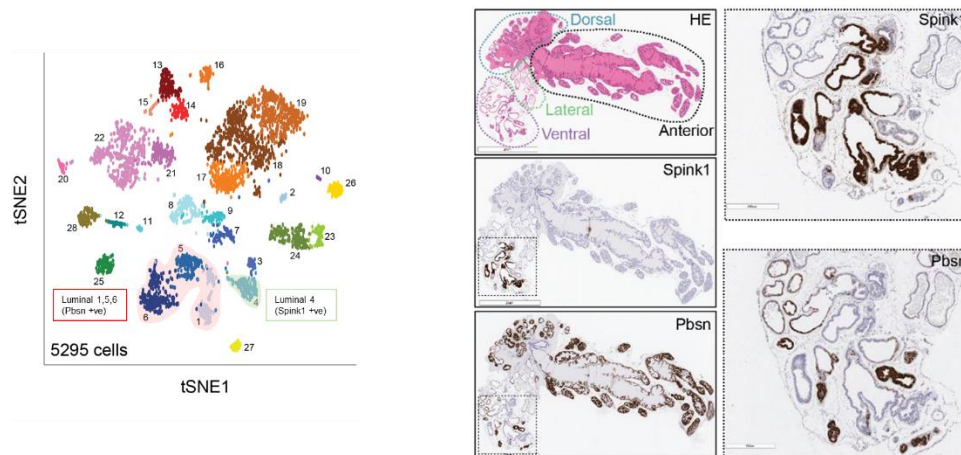 13
16
15
14
19
22
21
20
17
18
10
2
26
8
9
12
11
28
7
23
24
5
3
25
Luminal 1,5,6
(Pbsn +ve)
6
1
4
Luminal 4
(Spink1 +ve)
5295 cells
27
tSNE2
tSNE1
Dorsal
HE
Lateral
Ventral
Anterior
Spink1
Pbsn
Spink1
Pbsn